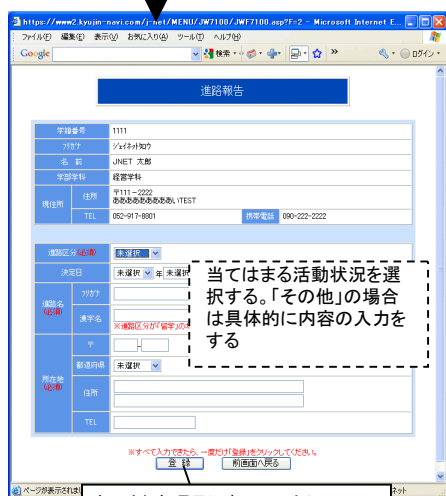 https://www2.kyujin-navi.com/j-net/MENU/JW7100/JWF7100.asp?F=2 - Microsoft Internet E...
ファイル(F) 編集(E) 表示(V) お気に入り(A) ツール(T) ヘルプ(H)
Google 検索 » ログイン
進路報告
学籍番号 1111
フリガナ ジェイネットタロウ
名 前 JNET 太郎
学部学科 経営学科
現住所 住所 〒111-2222
ああああああああああい1TEST
TEL 052-917-8801 携帯電話 090-222-2222
進路区分(必須) 未選択
決定日 未選択 年 未選択
進路名(必須) フリガナ
漢字名
※進路区分が「留学」の
所在地(必須) 〒 -
都道府県 未選択
住所
TEL
当てはまる活動状況を選
択する。「その他」の場合
は具体的に内容の入力を
する
※すべて入力できたら、一度だけ「登録」をクリックしてください。
登 録 前画面へ戻る
ページが表示されま